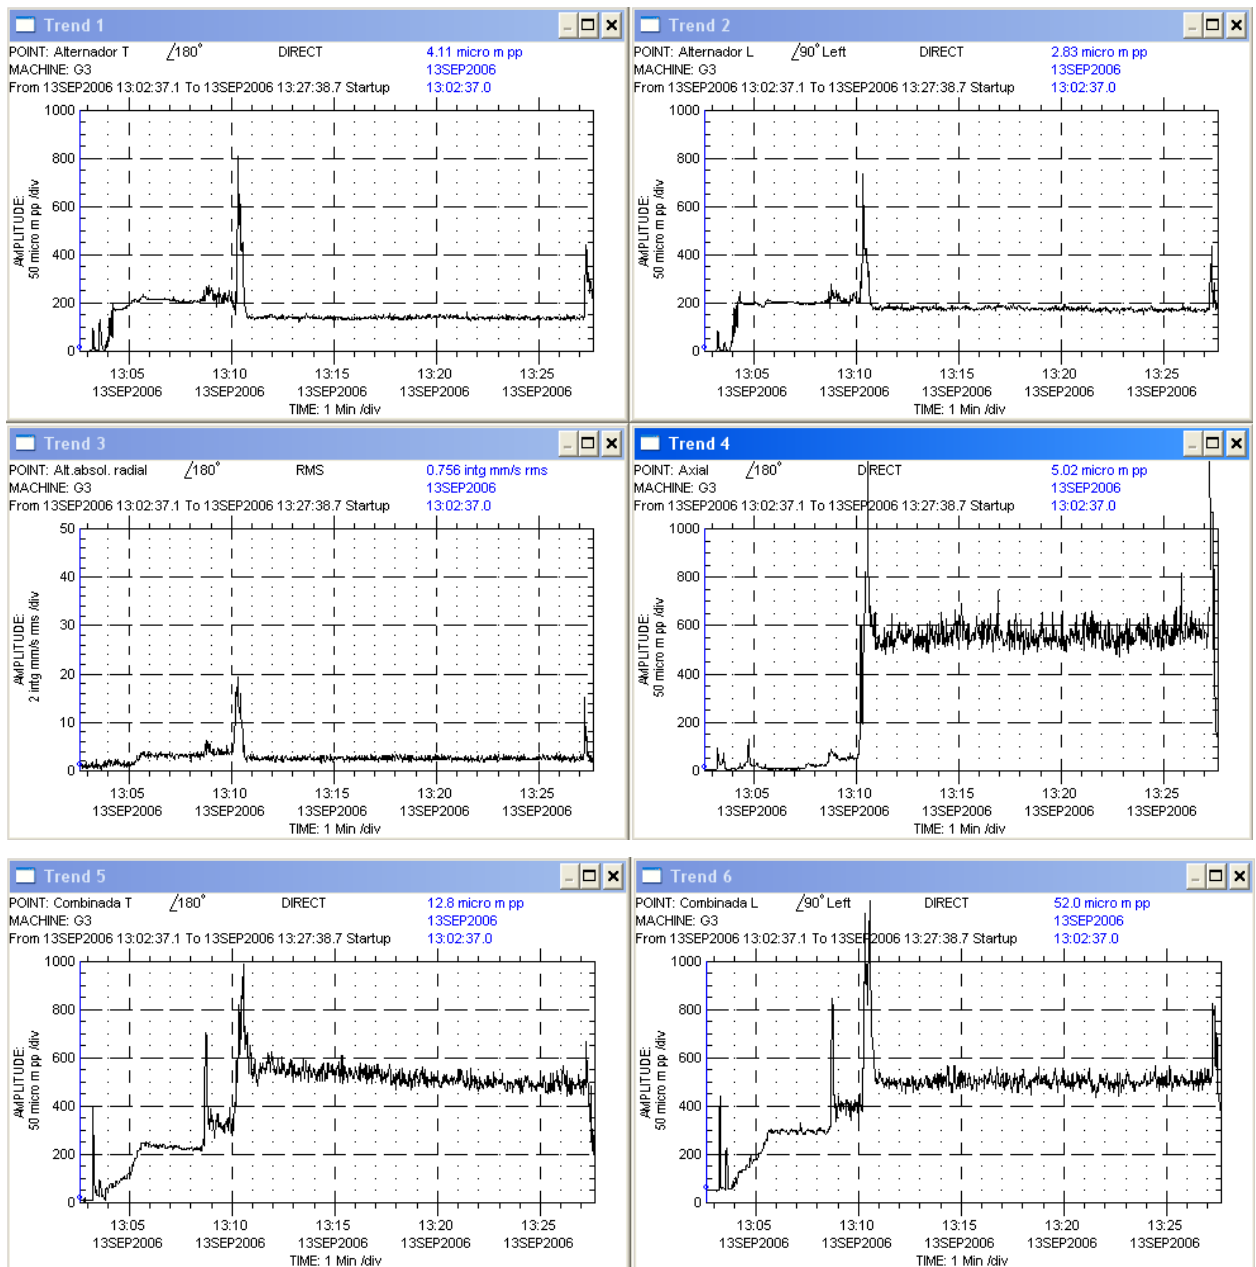 Trend 1
POINT: Alternador T ∠180° DIRECT 4.11 micro m pp
MACHINE: G3 13SEP2006
From 13SEP2006 13:02:37.1 To 13SEP2006 13:27:38.7 Startup 13:02:37.0
1000
800
600
400
200
0
AMPLITUDE:
50 micro m pp /div
13:05 13:10 13:15 13:20 13:25
13SEP2006 13SEP2006 13SEP2006 13SEP2006 13SEP2006
TIME: 1 Min /div
Trend 2
POINT: Alternador L ∠90° Left DIRECT 2.83 micro m pp
MACHINE: G3 13SEP2006
From 13SEP2006 13:02:37.1 To 13SEP2006 13:27:38.7 Startup 13:02:37.0
1000
800
600
400
200
0
AMPLITUDE:
50 micro m pp /div
13:05 13:10 13:15 13:20 13:25
13SEP2006 13SEP2006 13SEP2006 13SEP2006 13SEP2006
TIME: 1 Min /div
Trend 3
POINT: Alt.absol. radial ∠180° RMS 0.756 intg mm/s rms
MACHINE: G3 13SEP2006
From 13SEP2006 13:02:37.1 To 13SEP2006 13:27:38.7 Startup 13:02:37.0
50
40
30
20
10
0
AMPLITUDE:
2 intg mm/s rms /div
13:05 13:10 13:15 13:20 13:25
13SEP2006 13SEP2006 13SEP2006 13SEP2006 13SEP2006
TIME: 1 Min /div
Trend 4
POINT: Axial ∠180° DIRECT 5.02 micro m pp
MACHINE: G3 13SEP2006
From 13SEP2006 13:02:37.1 To 13SEP2006 13:27:38.7 Startup 13:02:37.0
1000
800
600
400
200
0
AMPLITUDE:
50 micro m pp /div
13:05 13:10 13:15 13:20 13:25
13SEP2006 13SEP2006 13SEP2006 13SEP2006 13SEP2006
TIME: 1 Min /div
Trend 5
POINT: Combinada T ∠180° DIRECT 12.8 micro m pp
MACHINE: G3 13SEP2006
From 13SEP2006 13:02:37.1 To 13SEP2006 13:27:38.7 Startup 13:02:37.0
1000
800
600
400
200
0
AMPLITUDE:
50 micro m pp /div
13:05 13:10 13:15 13:20 13:25
13SEP2006 13SEP2006 13SEP2006 13SEP2006 13SEP2006
TIME: 1 Min /div
Trend 6
POINT: Combinada L ∠90° Left DIRECT 52.0 micro m pp
MACHINE: G3 13SEP2006
From 13SEP2006 13:02:37.1 To 13SEP2006 13:27:38.7 Startup 13:02:37.0
1000
800
600
400
200
0
AMPLITUDE:
50 micro m pp /div
13:05 13:10 13:15 13:20 13:25
13SEP2006 13SEP2006 13SEP2006 13SEP2006 13SEP2006
TIME: 1 Min /div